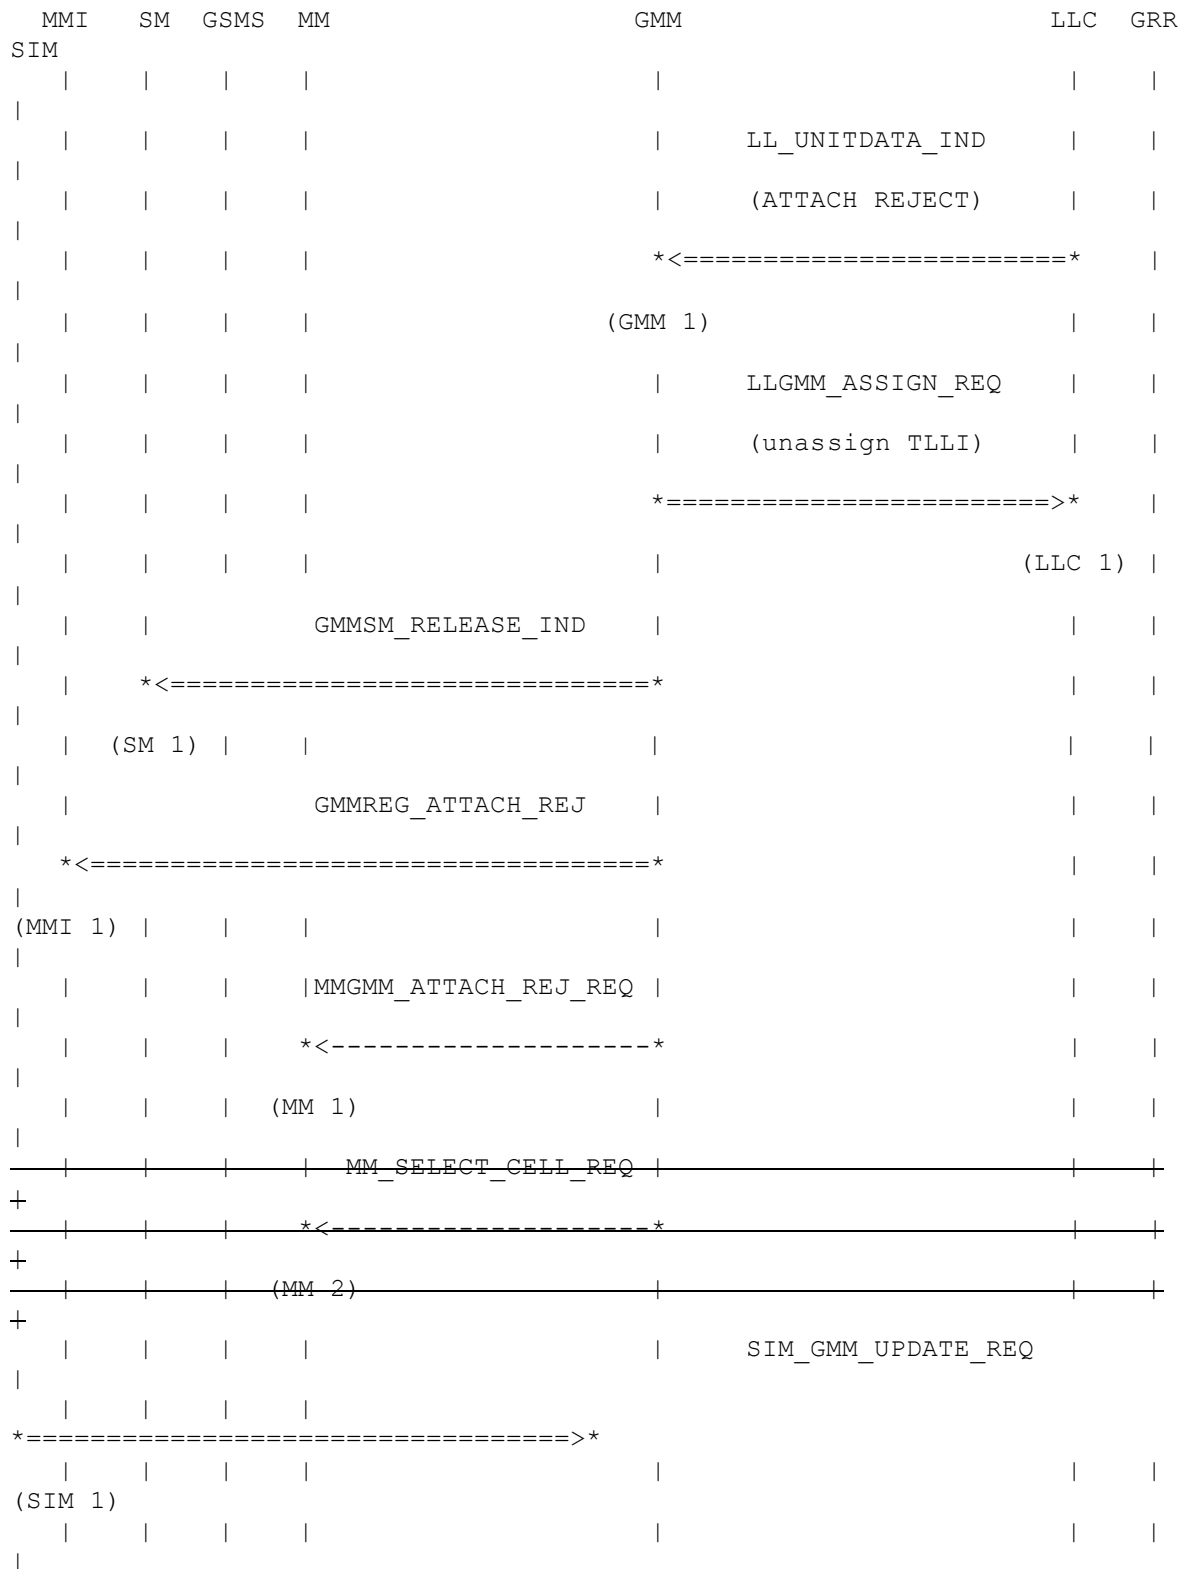 MMI   SM  GSMS  MM                   GMM                       LLC  GRR
SIM
   |    |    |    |                     |                         |    |
|
   |    |    |    |                     |     LL_UNITDATA_IND     |    |
|
   |    |    |    |                     |     (ATTACH REJECT)     |    |
|
   |    |    |    |                     *<========================*    |
|
   |    |    |    |                  (GMM 1)                      |    |
|
   |    |    |    |                     |     LLGMM_ASSIGN_REQ    |    |
|
   |    |    |    |                     |     (unassign TLLI)     |    |
|
   |    |    |    |                     *========================>*    |
|
   |    |    |    |                     |                      (LLC 1) |
|
   |    |          GMMSM_RELEASE_IND    |                         |    |
|
   |    *<==============================*                         |    |
|
   |  (SM 1) |    |                     |                         |    |
|
   |               GMMREG_ATTACH_REJ    |                         |    |
|
   *<===================================*                         |    |
|
(MMI 1) |    |    |                     |                         |    |
|
   |    |    |    |MMGMM_ATTACH_REJ_REQ |                         |    |
|
   |    |    |    *<--------------------*                         |    |
|
   |    |    |  (MM 1)                  |                         |    |
|
   |    |    |    |  MM_SELECT_CELL_REQ |                         |    |
|
   |    |    |    *<--------------------*                         |    |
|
   |    |    |  (MM 2)                  |                         |    |
|
   |    |    |    |                     |     SIM_GMM_UPDATE_REQ
|
   |    |    |    |
*==================================>*
   |    |    |    |                     |                         |    |
(SIM 1)
   |    |    |    |                     |                         |    |
|